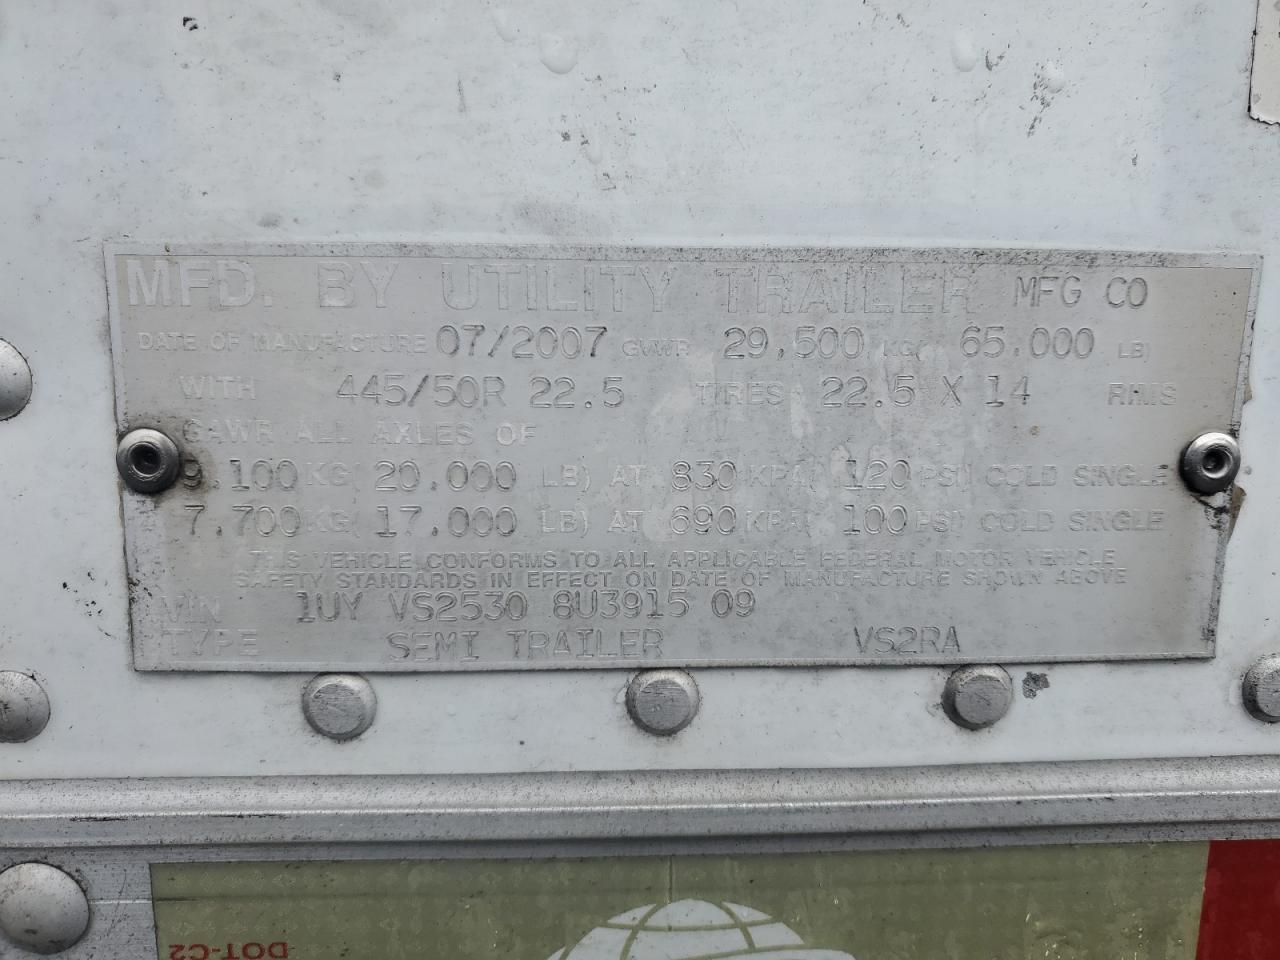 MFD. BY UTILITY TRAILER MFG CO
DATE OF MANUFACTURE 07/2007 GVWR 29,500 KG( 65.000 LB)
WITH 445/50R 22.5 TIRES 22.5 X 14 RIMS
GAWR ALL AXLES OF
9.100 KG( 20.000 LB) AT 830 KPA( 120 PSI) COLD SINGLE
7.700 KG( 17.000 LB) AT 690 KPA( 100 PSI) COLD SINGLE
THIS VEHICLE CONFORMS TO ALL APPLICABLE FEDERAL MOTOR VEHICLE
SAFETY STANDARDS IN EFFECT ON DATE OF MANUFACTURE SHOWN ABOVE
VIN 1UY VS2530 8U3915 09
TYPE SEMI TRAILER VS2RA
DOT-C2